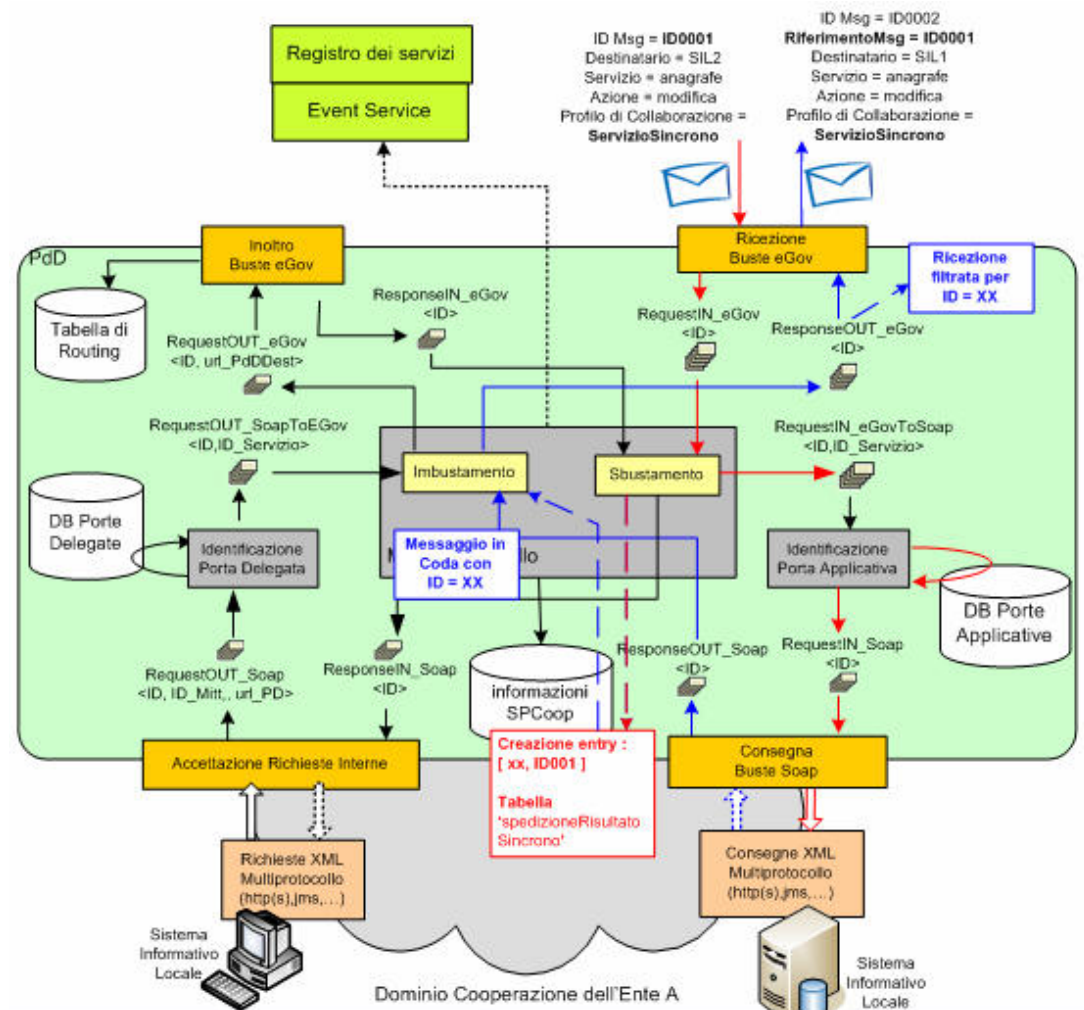 Registro dei servizi
Event Service
ID Msg = ID0001
Destinatario = SIL2
Servizio = anagrafe
Azione = modifica
Profilo di Collaborazione =
ServizioSincrono
ID Msg = ID0002
RiferimentoMsg = ID0001
Destinatario = SIL1
Servizio = anagrafe
Azione = modifica
Profilo di Collaborazione =
ServizioSincrono
PdD
Inoltro
Buste eGov
Ricezione
Buste eGov
Ricezione
filtrata per
ID = XX
Tabella di
Routing
ResponseIN_eGov
<ID>
RequestOUT_eGov
<ID, url_PdDDest>
RequestIN_eGov
<ID>
ResponseOUT_eGov
<ID>
RequestOUT_SoapToEGov
<ID,ID_Servizio>
RequestIN_eGovToSoap
<ID,ID_Servizio>
Imbustamento
Sbustamento
DB Porte
Delegate
Identificazione
Porta Delegata
Messaggio in
Coda con
ID = XX
M
llo
Identificazione
Porta Applicativa
DB Porte
Applicative
RequestOUT_Soap
<ID, ID_Mitt,, url_PD>
ResponseIN_Soap
<ID>
informazioni
SPCoop
ResponseOUT_Soap
<ID>
RequestIN_Soap
<ID>
Accettazione Richieste Interne
Creazione entry :
[ xx, ID001 ]
Tabella
'spedizioneRisultato
Sincrono'
Consegna
Buste Soap
Richieste XML
Multiprotocollo
(http(s),jms,...)
Consegne XML
Multiprotocollo
(http(s),jms,...)
Sistema
Informativo
Locale
Dominio Cooperazione dell'Ente A
Sistema
Informativo
Locale